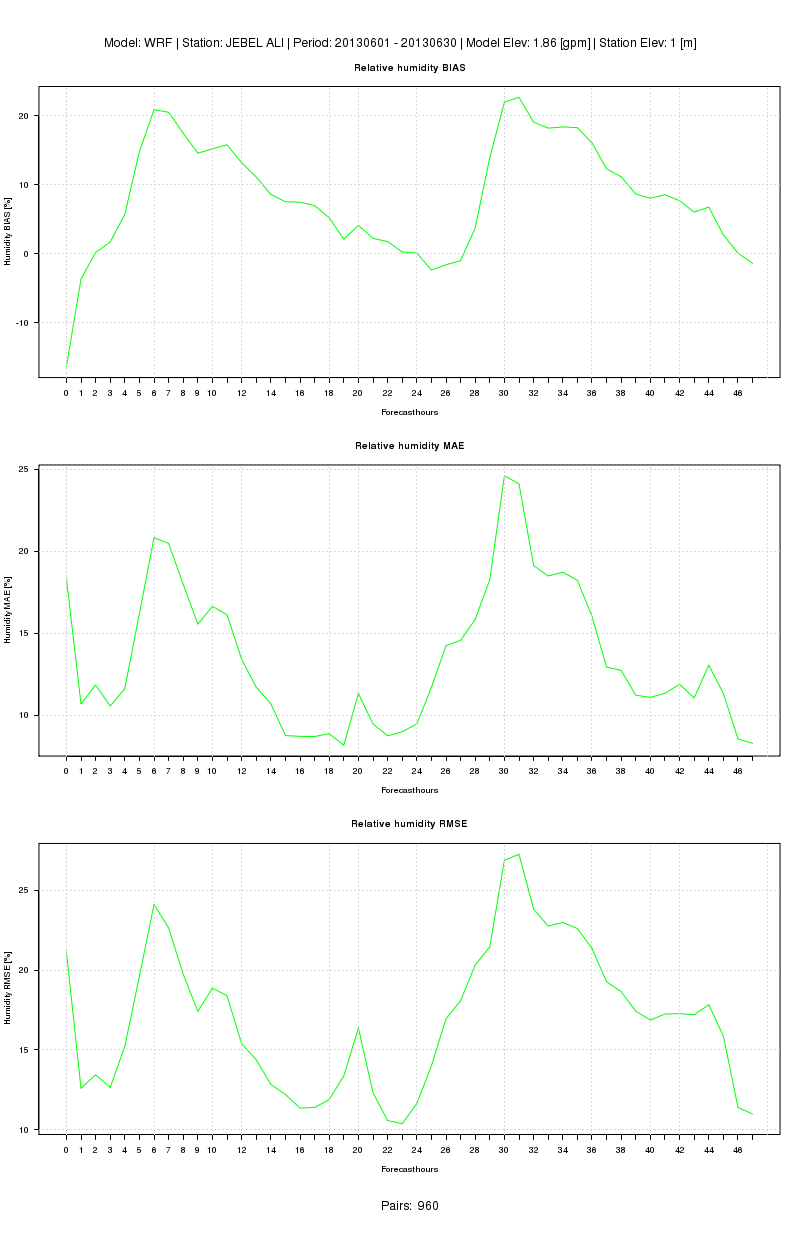 Model: WRF | Station: JEBEL ALI | Period: 20130601 - 20130630 | Model Elev: 1.86 [gpm] | Station Elev: 1 [m]
Relative humidity BIAS
Humidity BIAS [%]
20
10
0
-10
0 1 2 3 4 5 6 7 8 9 10 12 14 16 18 20 22 24 26 28 30 32 34 36 38 40 42 44 46
Forecasthours
Relative humidity MAE
Humidity MAE [%]
25
20
15
10
0 1 2 3 4 5 6 7 8 9 10 12 14 16 18 20 22 24 26 28 30 32 34 36 38 40 42 44 46
Forecasthours
Relative humidity RMSE
Humidity RMSE [%]
25
20
15
10
0 1 2 3 4 5 6 7 8 9 10 12 14 16 18 20 22 24 26 28 30 32 34 36 38 40 42 44 46
Forecasthours
Pairs: 960